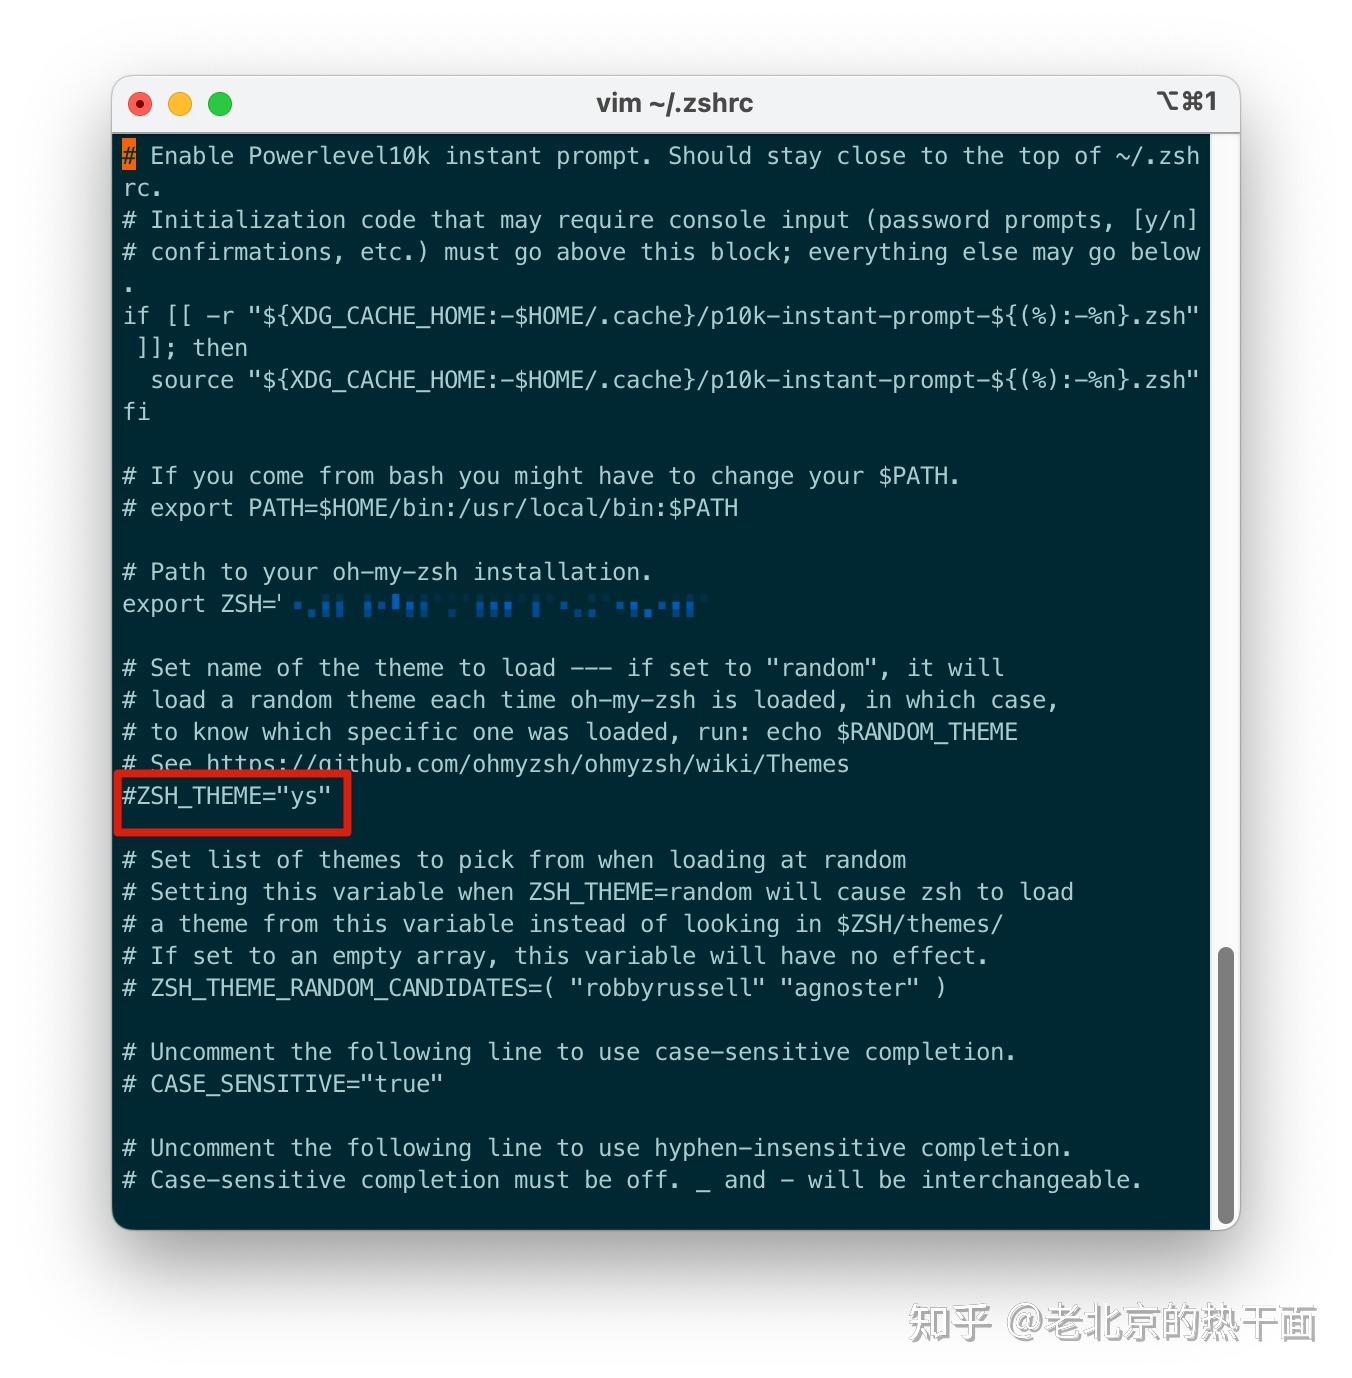 vim ~/.zshrc
⌥⌘1
# Enable Powerlevel10k instant prompt. Should stay close to the top of ~/.zsh
rc.
# Initialization code that may require console input (password prompts, [y/n]
# confirmations, etc.) must go above this block; everything else may go below
.
if [[ -r "${XDG_CACHE_HOME:-$HOME/.cache}/p10k-instant-prompt-${(%):-%n}.zsh"
 ]]; then
  source "${XDG_CACHE_HOME:-$HOME/.cache}/p10k-instant-prompt-${(%):-%n}.zsh"
fi
# If you come from bash you might have to change your $PATH.
# export PATH=$HOME/bin:/usr/local/bin:$PATH
# Path to your oh-my-zsh installation.
export ZSH='
# Set name of the theme to load --- if set to "random", it will
# load a random theme each time oh-my-zsh is loaded, in which case,
# to know which specific one was loaded, run: echo $RANDOM_THEME
# See https://github.com/ohmyzsh/ohmyzsh/wiki/Themes
#ZSH_THEME="ys"
# Set list of themes to pick from when loading at random
# Setting this variable when ZSH_THEME=random will cause zsh to load
# a theme from this variable instead of looking in $ZSH/themes/
# If set to an empty array, this variable will have no effect.
# ZSH_THEME_RANDOM_CANDIDATES=( "robbyrussell" "agnoster" )
# Uncomment the following line to use case-sensitive completion.
# CASE_SENSITIVE="true"
# Uncomment the following line to use hyphen-insensitive completion.
# Case-sensitive completion must be off. _ and - will be interchangeable.
知乎 @老北京的热干面